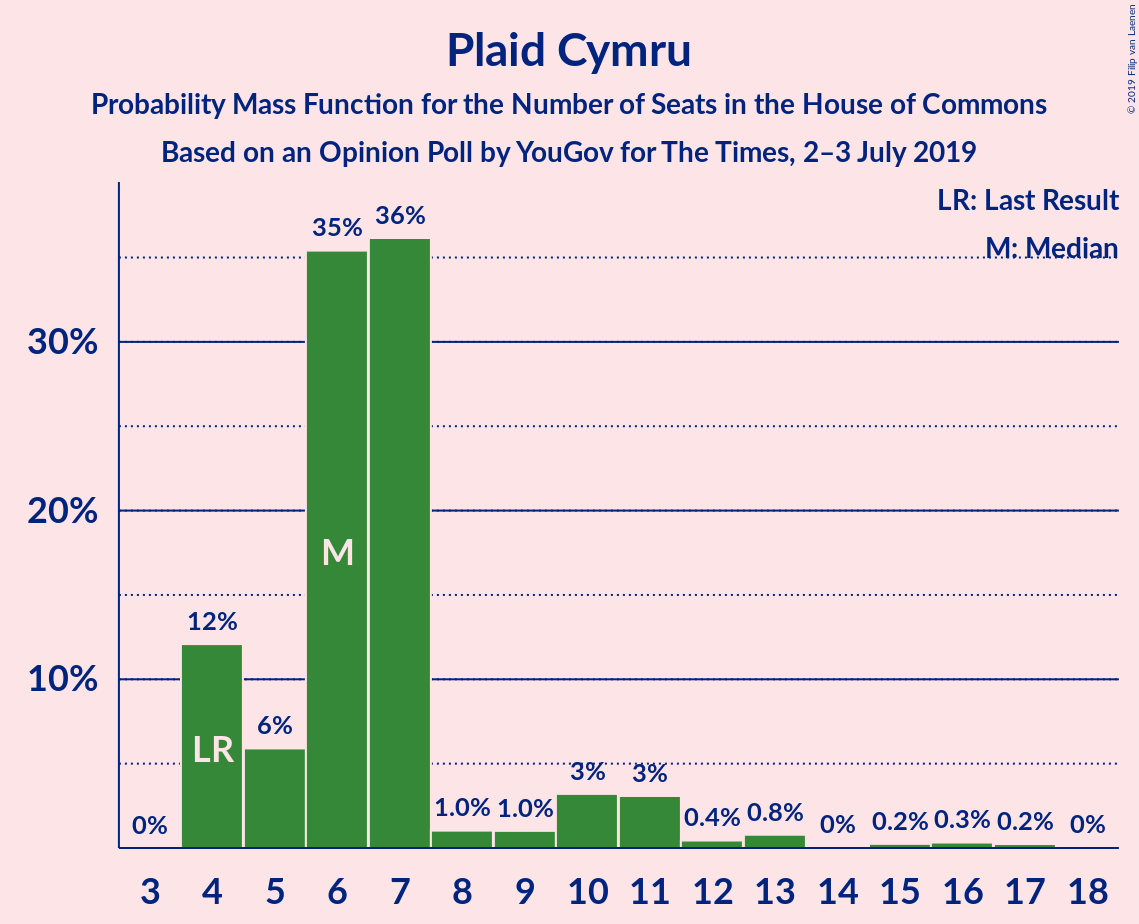 Plaid Cymru
Probability Mass Function for the Number of Seats in the House of Commons
Based on an Opinion Poll by YouGov for The Times, 2–3 July 2019
© 2019 Filip van Laenen
LR: Last Result
M: Median
30%
20%
10%
0%
12%
6%
35%
36%
1.0%
1.0%
3%
3%
0.4%
0.8%
0%
0.2%
0.3%
0.2%
0%
LR
M
3 4 5 6 7 8 9 10 11 12 13 14 15 16 17 18